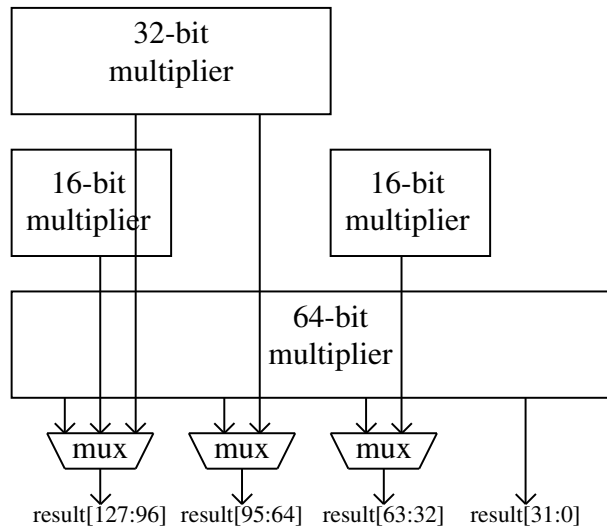 32-bit
multiplier
16-bit
multiplier
16-bit
multiplier
64-bit
multiplier
mux
mux
mux
result[127:96]
result[95:64]
result[63:32]
result[31:0]